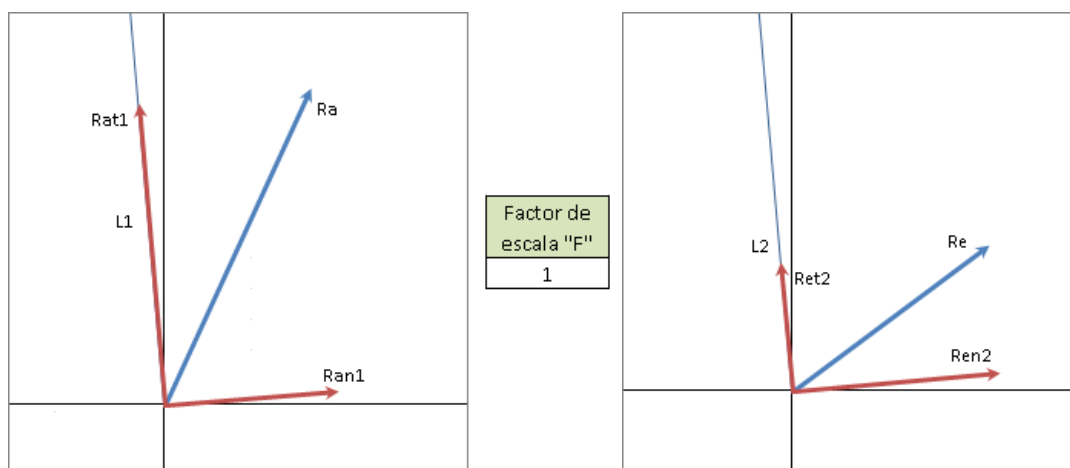 Rat1
Ra
L1
Ran1
Factor de
escala "F"
1
L2
Re
Ret2
Ren2